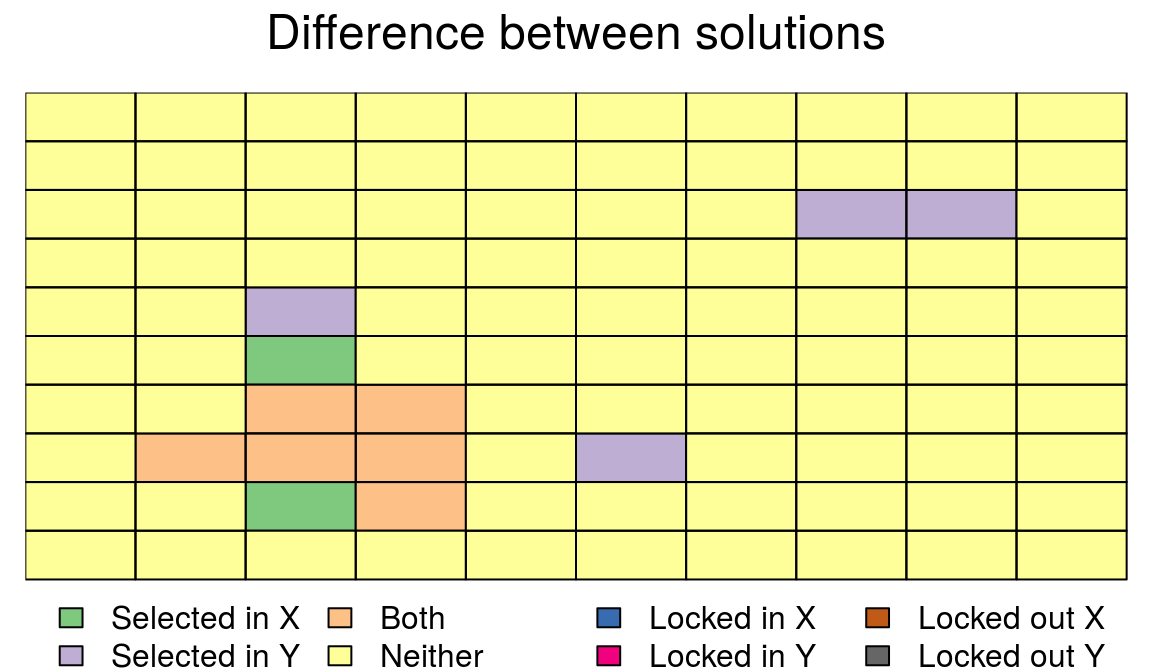 Difference between solutions
Selected in X Both Locked in X Locked out X
Selected in Y Neither Locked in Y Locked out Y